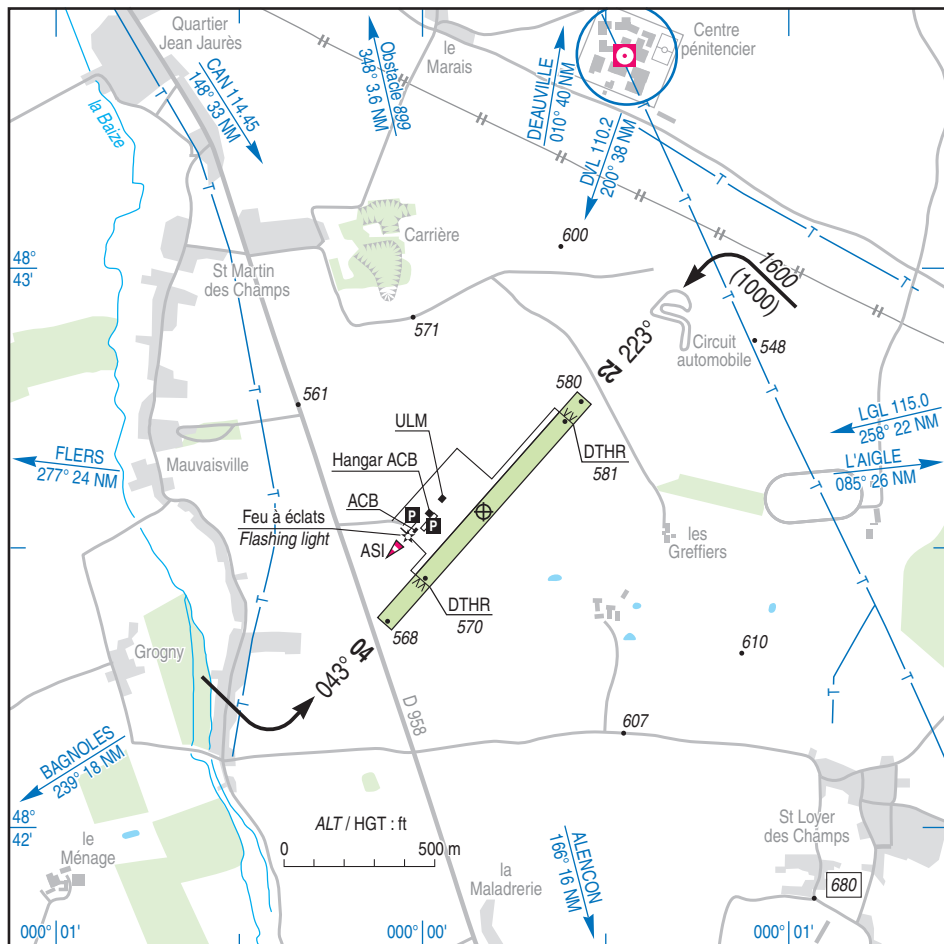 Quartier
Jean Jaurès
le
Marais
Centre
pénitencier
CAN 114.45
148° 33 NM
Obstacle 899
348° 3.6 NM
DEAUVILLE
010° 40 NM
DVL 110.2
200° 38 NM
la Baize
T
T
T
T
Carrière
600
48°
43'
St Martin
des Champs
1600
(1000)
571
22 223°
Circuit
automobile
548
561
580
ULM
LGL 115.0
258° 22 NM
FLERS
277° 24 NM
Mauvaisville
Hangar ACB
DTHR
581
L'AIGLE
085° 26 NM
ACB
P
P
Feu à éclats
Flashing light
ASI
les
Greffiers
DTHR
570
568
610
Grogny
043° 04
D 958
T
T
T
T
T
T
607
BAGNOLES
239° 18 NM
48°
42'
ALT / HGT : ft
0
500 m
St Loyer
des Champs
le
Ménage
la
Maladrerie
ALENCON
166° 16 NM
680
000° 01'
000° 00'
000° 01'